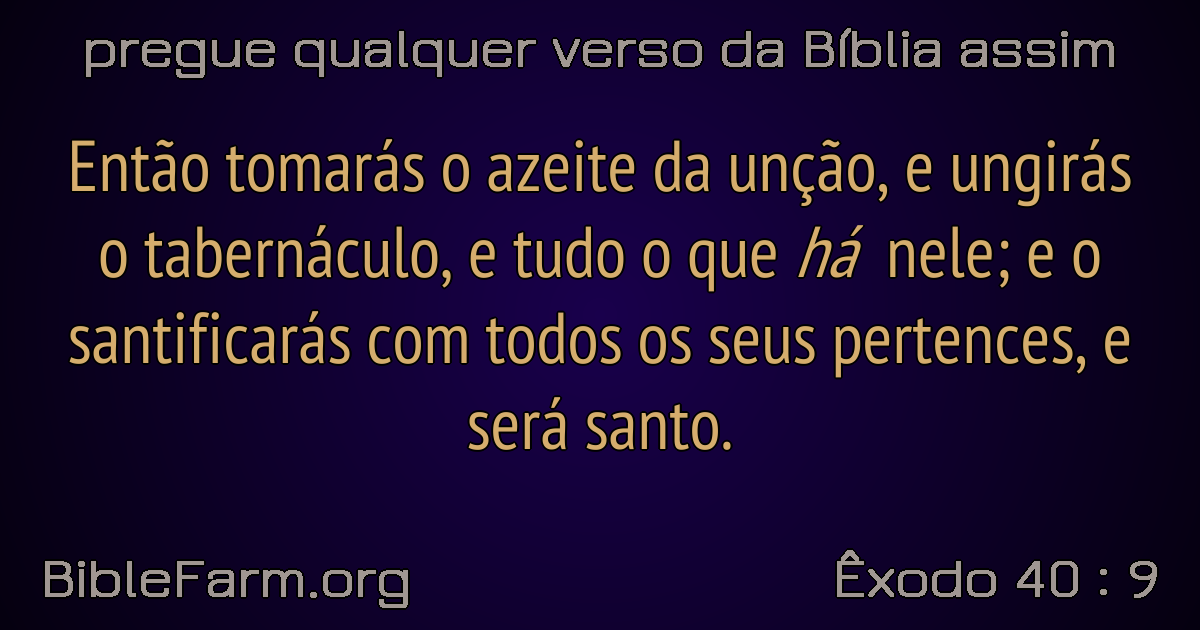 pregue qualquer verso da Bíblia assim
Então tomarás o azeite da unção, e ungirás
o tabernáculo, e tudo o que há nele; e o
santificarás com todos os seus pertences, e
será santo.
BibleFarm.org
Êxodo 40 : 9